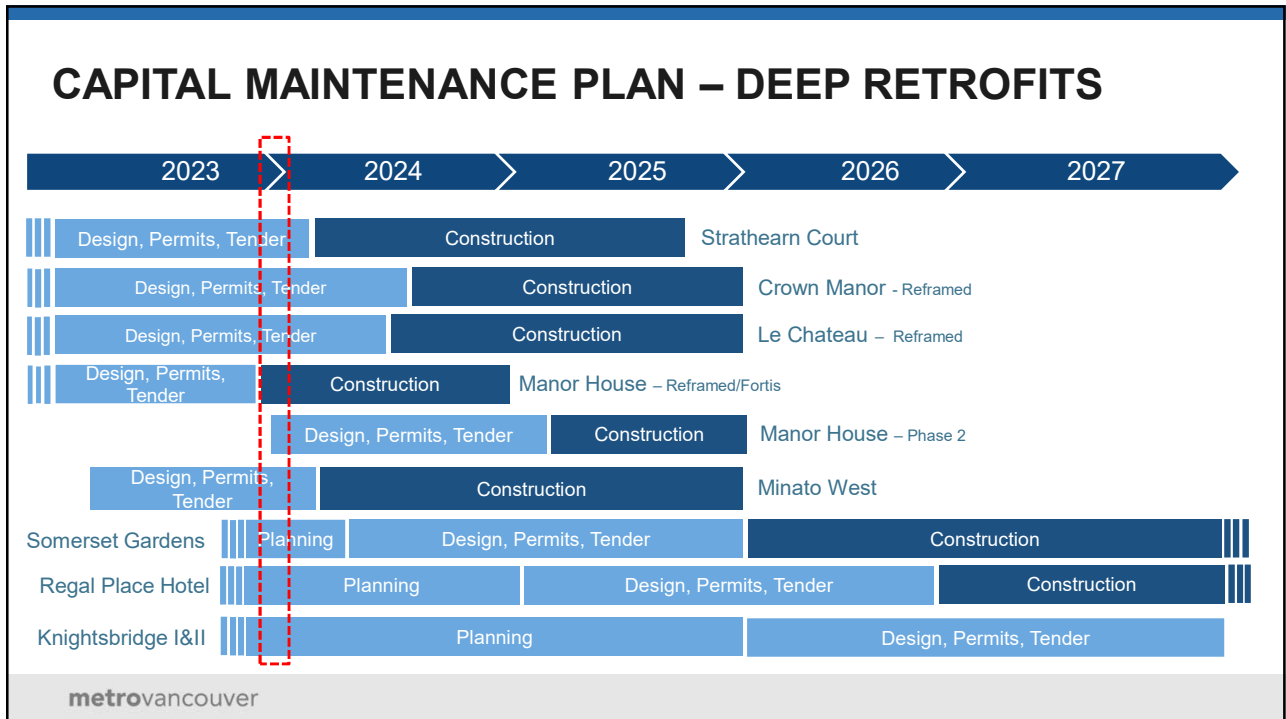 CAPITAL MAINTENANCE PLAN – DEEP RETROFITS
2023 2024 2025 2026 2027
Design, Permits, Tender Construction Strathearn Court
Design, Permits, Tender Construction Crown Manor - Reframed
Design, Permits, Tender Construction Le Chateau – Reframed
Design, Permits,
Tender
Construction Manor House – Reframed/Fortis
Design, Permits, Tender Construction Manor House – Phase 2
Design, Permits,
Tender
Construction Minato West
Somerset Gardens Planning Design, Permits, Tender Construction
Regal Place Hotel Planning Design, Permits, Tender Construction
Knightsbridge I&II Planning Design, Permits, Tender
metrovancouver